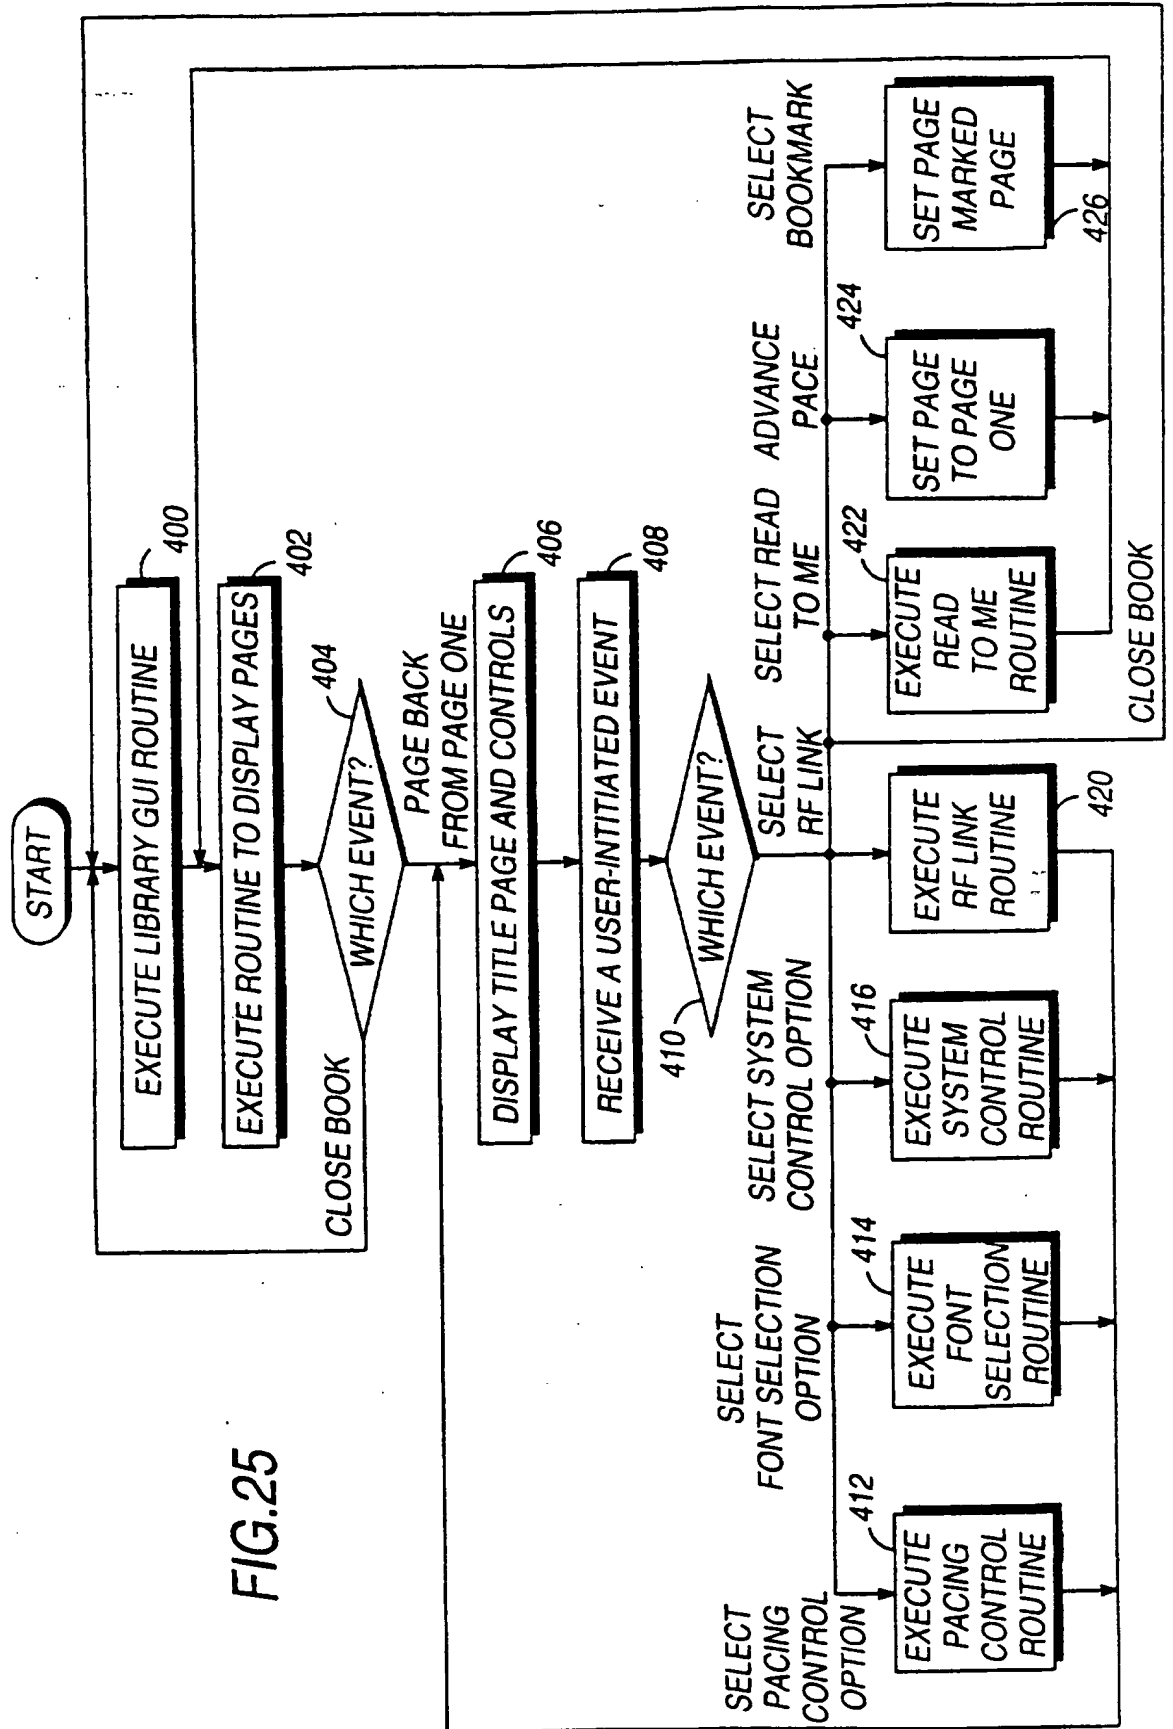 FIG.25
START
EXECUTE LIBRARY GUI ROUTINE
400
EXECUTE ROUTINE TO DISPLAY PAGES
402
WHICH EVENT?
404
CLOSE BOOK
PAGE BACK
FROM PAGE ONE
DISPLAY TITLE PAGE AND CONTROLS
406
RECEIVE A USER-INTITIATED EVENT
408
WHICH EVENT?
410
SELECT
PACING
CONTROL
OPTION
SELECT
FONT SELECTION
OPTION
SELECT SYSTEM
CONTROL OPTION
SELECT
RF LINK
SELECT READ
TO ME
ADVANCE
PACE
SELECT
BOOKMARK
EXECUTE
PACING
CONTROL
ROUTINE
412
EXECUTE
FONT
SELECTION
ROUTINE
414
EXECUTE
SYSTEM
CONTROL
ROUTINE
416
EXECUTE
RF LINK
ROUTINE
420
EXECUTE
READ
TO ME
ROUTINE
422
SET PAGE
TO PAGE
ONE
424
SET PAGE
MARKED
PAGE
426
CLOSE BOOK